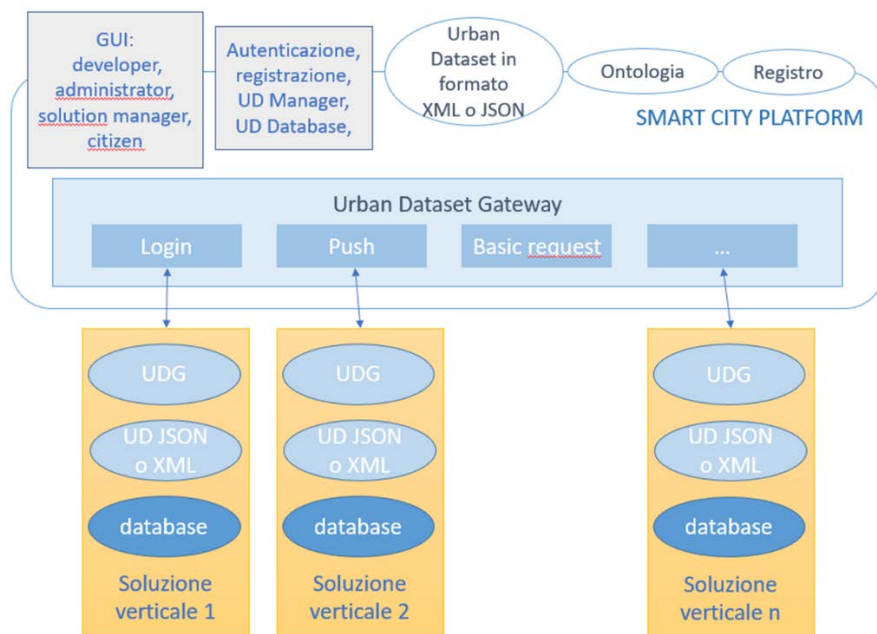 GUI:
developer,
administrator,
solution manager,
citizen
Autenticazione,
registrazione,
UD Manager,
UD Database,
Urban
Dataset in
formato
XML o JSON
Ontologia
Registro
SMART CITY PLATFORM
Urban Dataset Gateway
Login
Push
Basic request
...
UDG
UD JSON
o XML
database
Soluzione
verticale 1
UDG
UD JSON
o XML
database
Soluzione
verticale 2
UDG
UD JSON
o XML
database
Soluzione
verticale n